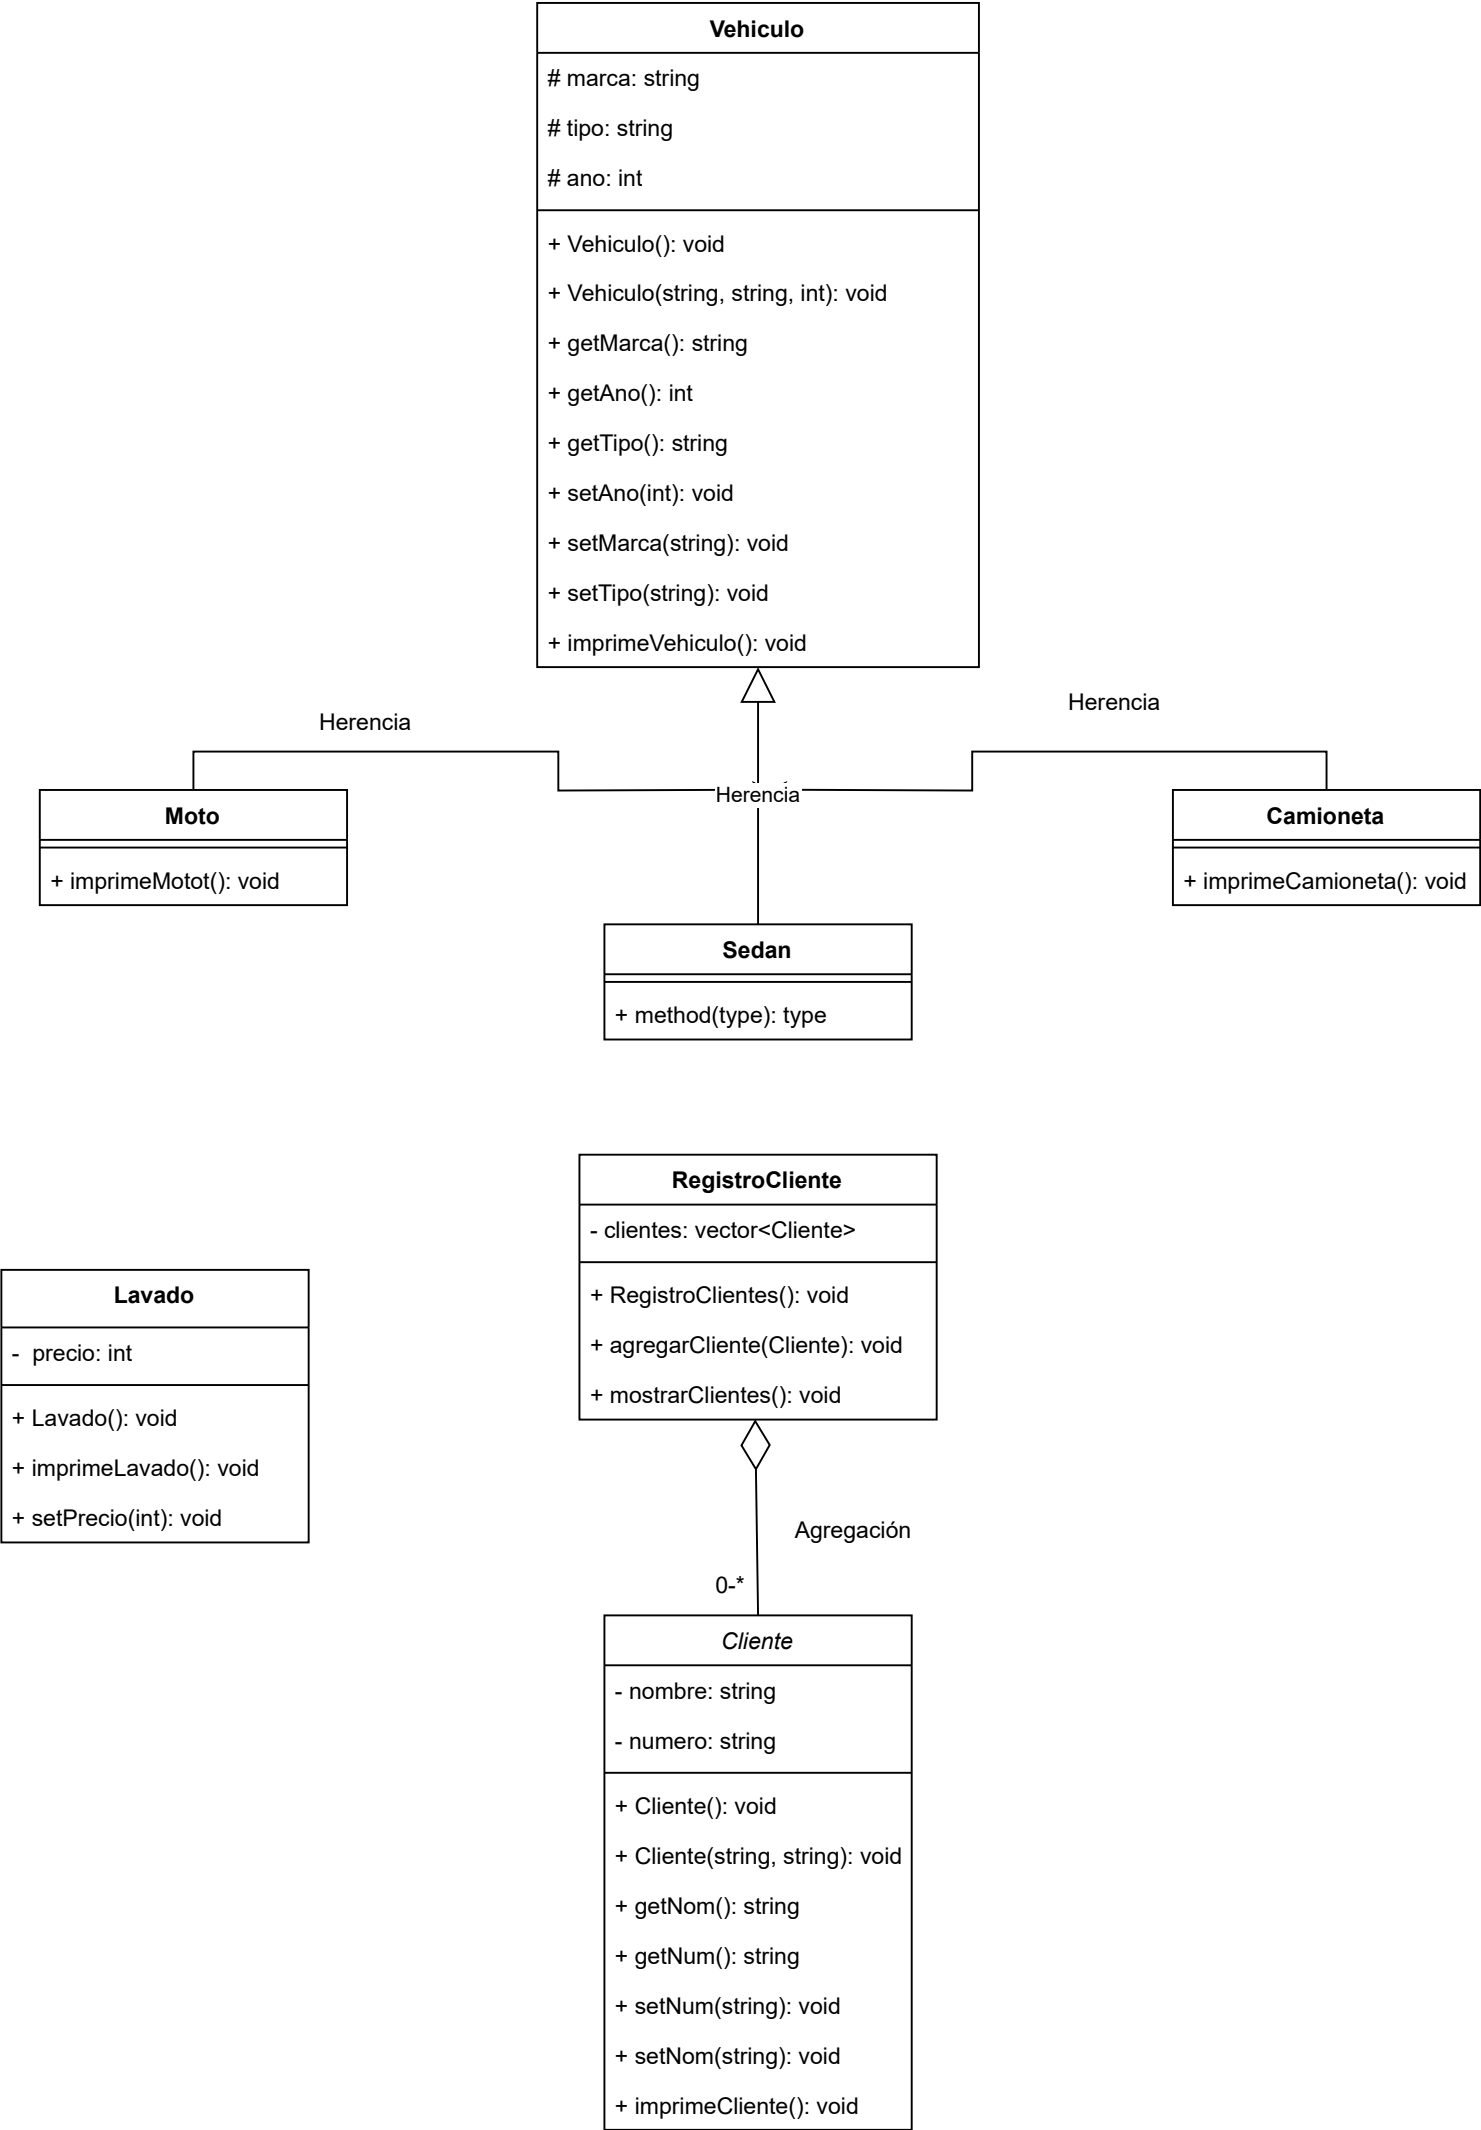 Vehiculo
# marca: string
# tipo: string
# ano: int
+ Vehiculo(): void
+ Vehiculo(string, string, int): void
+ getMarca(): string
+ getAno(): int
+ getTipo(): string
+ setAno(int): void
+ setMarca(string): void
+ setTipo(string): void
+ imprimeVehiculo(): void
Herencia
Herencia
Herencia
Moto
+ imprimeMotot(): void
Camioneta
+ imprimeCamioneta(): void
Sedan
+ method(type): type
RegistroCliente
- clientes: vector<Cliente>
+ RegistroClientes(): void
+ agregarCliente(Cliente): void
+ mostrarClientes(): void
Lavado
- precio: int
+ Lavado(): void
+ imprimeLavado(): void
+ setPrecio(int): void
Agregación
0-*
Cliente
- nombre: string
- numero: string
+ Cliente(): void
+ Cliente(string, string): void
+ getNom(): string
+ getNum(): string
+ setNum(string): void
+ setNom(string): void
+ imprimeCliente(): void